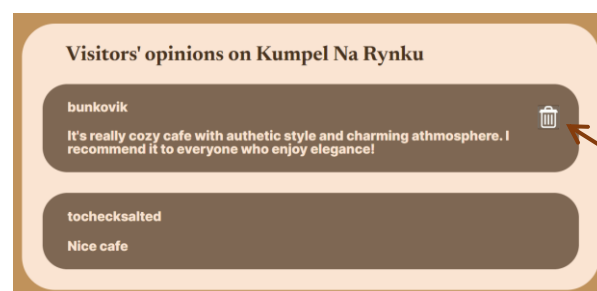 Visitors' opinions on Kumpel Na Rynku
bunkovik
It's really cozy cafe with authetic style and charming athmosphere. I
recommend it to everyone who enjoy elegance!
tochecksalted
Nice cafe